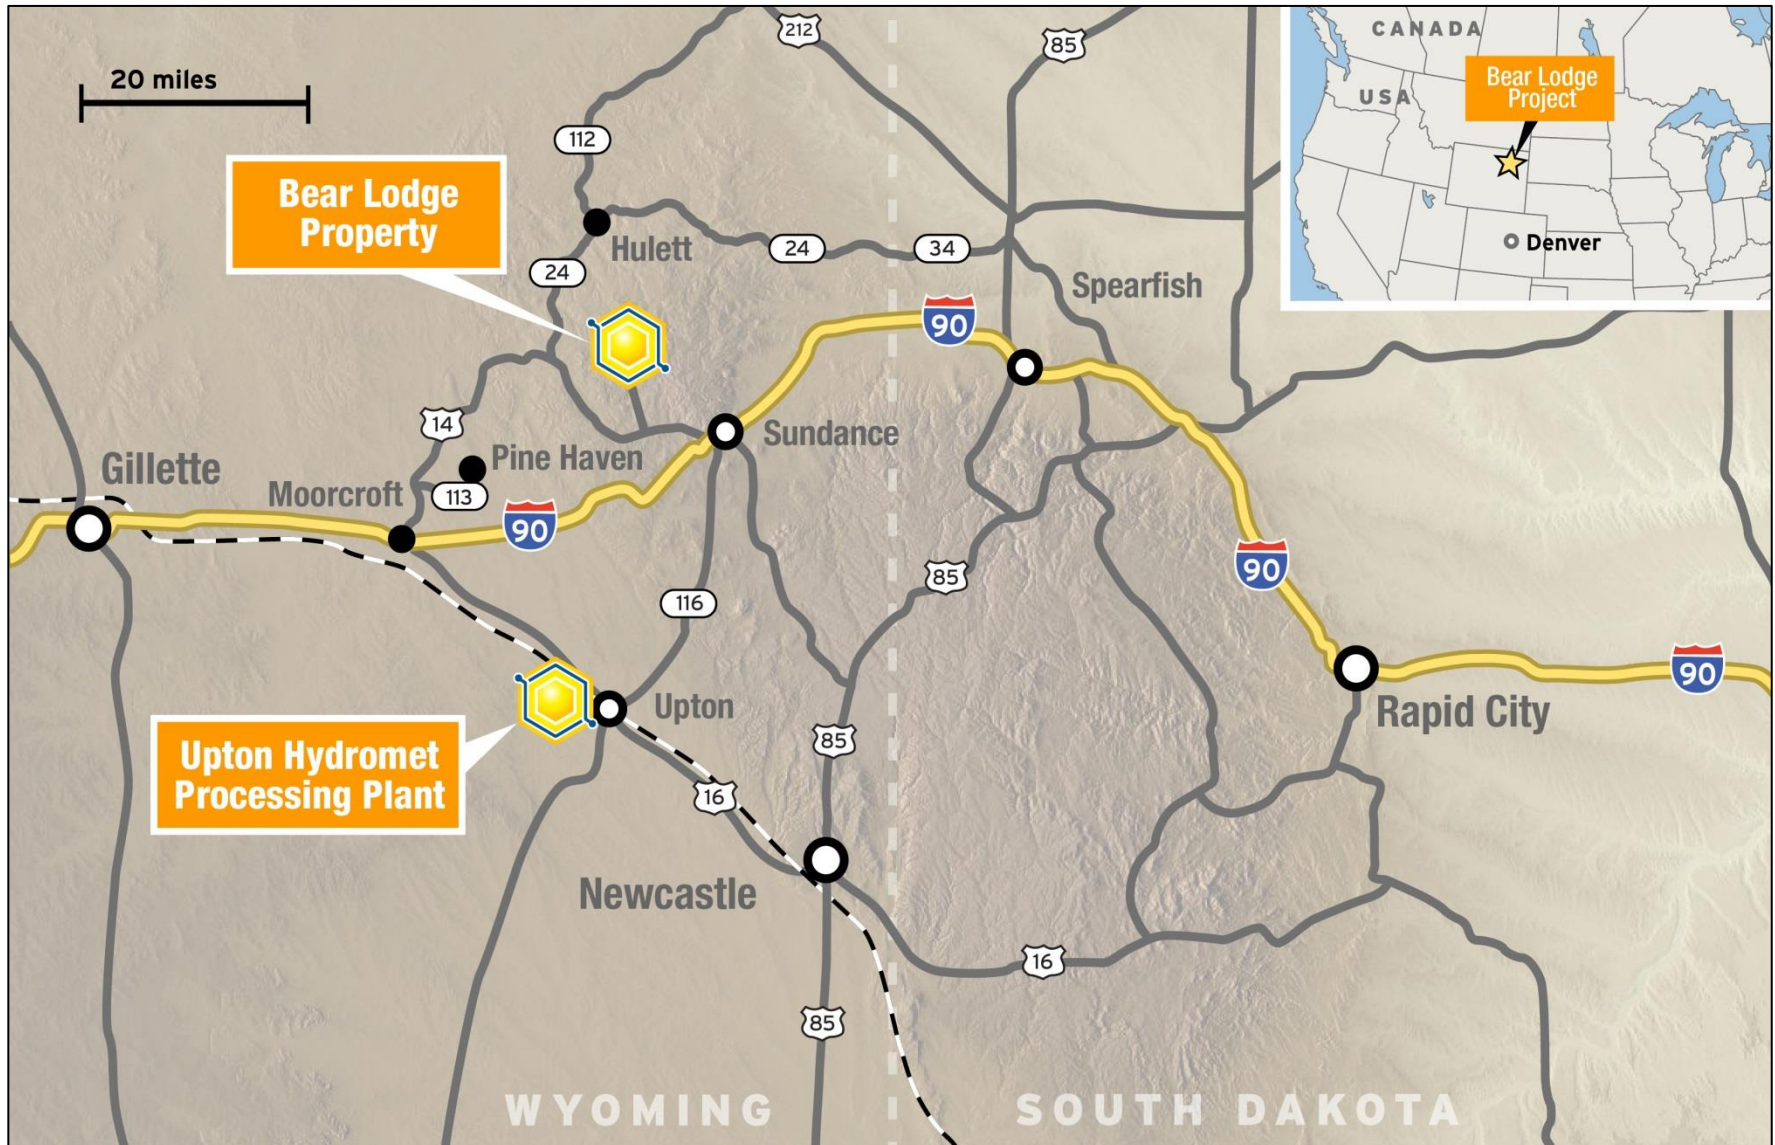 20 miles
212
85
CANADA
USA
Bear Lodge
Project
Denver
112
Bear Lodge
Property
Hulett
24
24
34
Spearfish
90
14
Sundance
Pine Haven
Gillette
Moorcroft
113
90
90
85
116
90
Upton
Rapid City
Upton Hydromet
Processing Plant
85
16
Newcastle
16
85
WYOMING
SOUTH DAKOTA